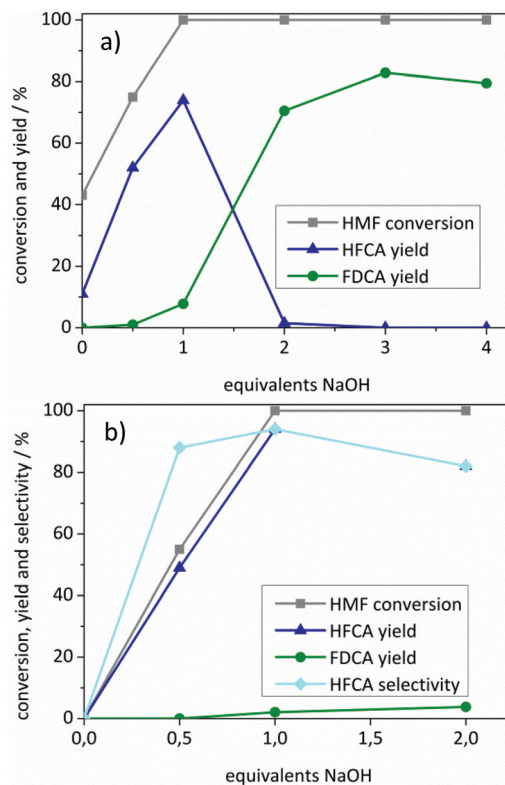 a)
conversion and yield / %
100
80
60
40
20
0
HMF conversion
HFCA yield
FDCA yield
0 1 2 3 4
equivalents NaOH
b)
conversion, yield and selectivity / %
100
80
60
40
20
0
HMF conversion
HFCA yield
FDCA yield
HFCA selectivity
0,0 0,5 1,0 1,5 2,0
equivalents NaOH